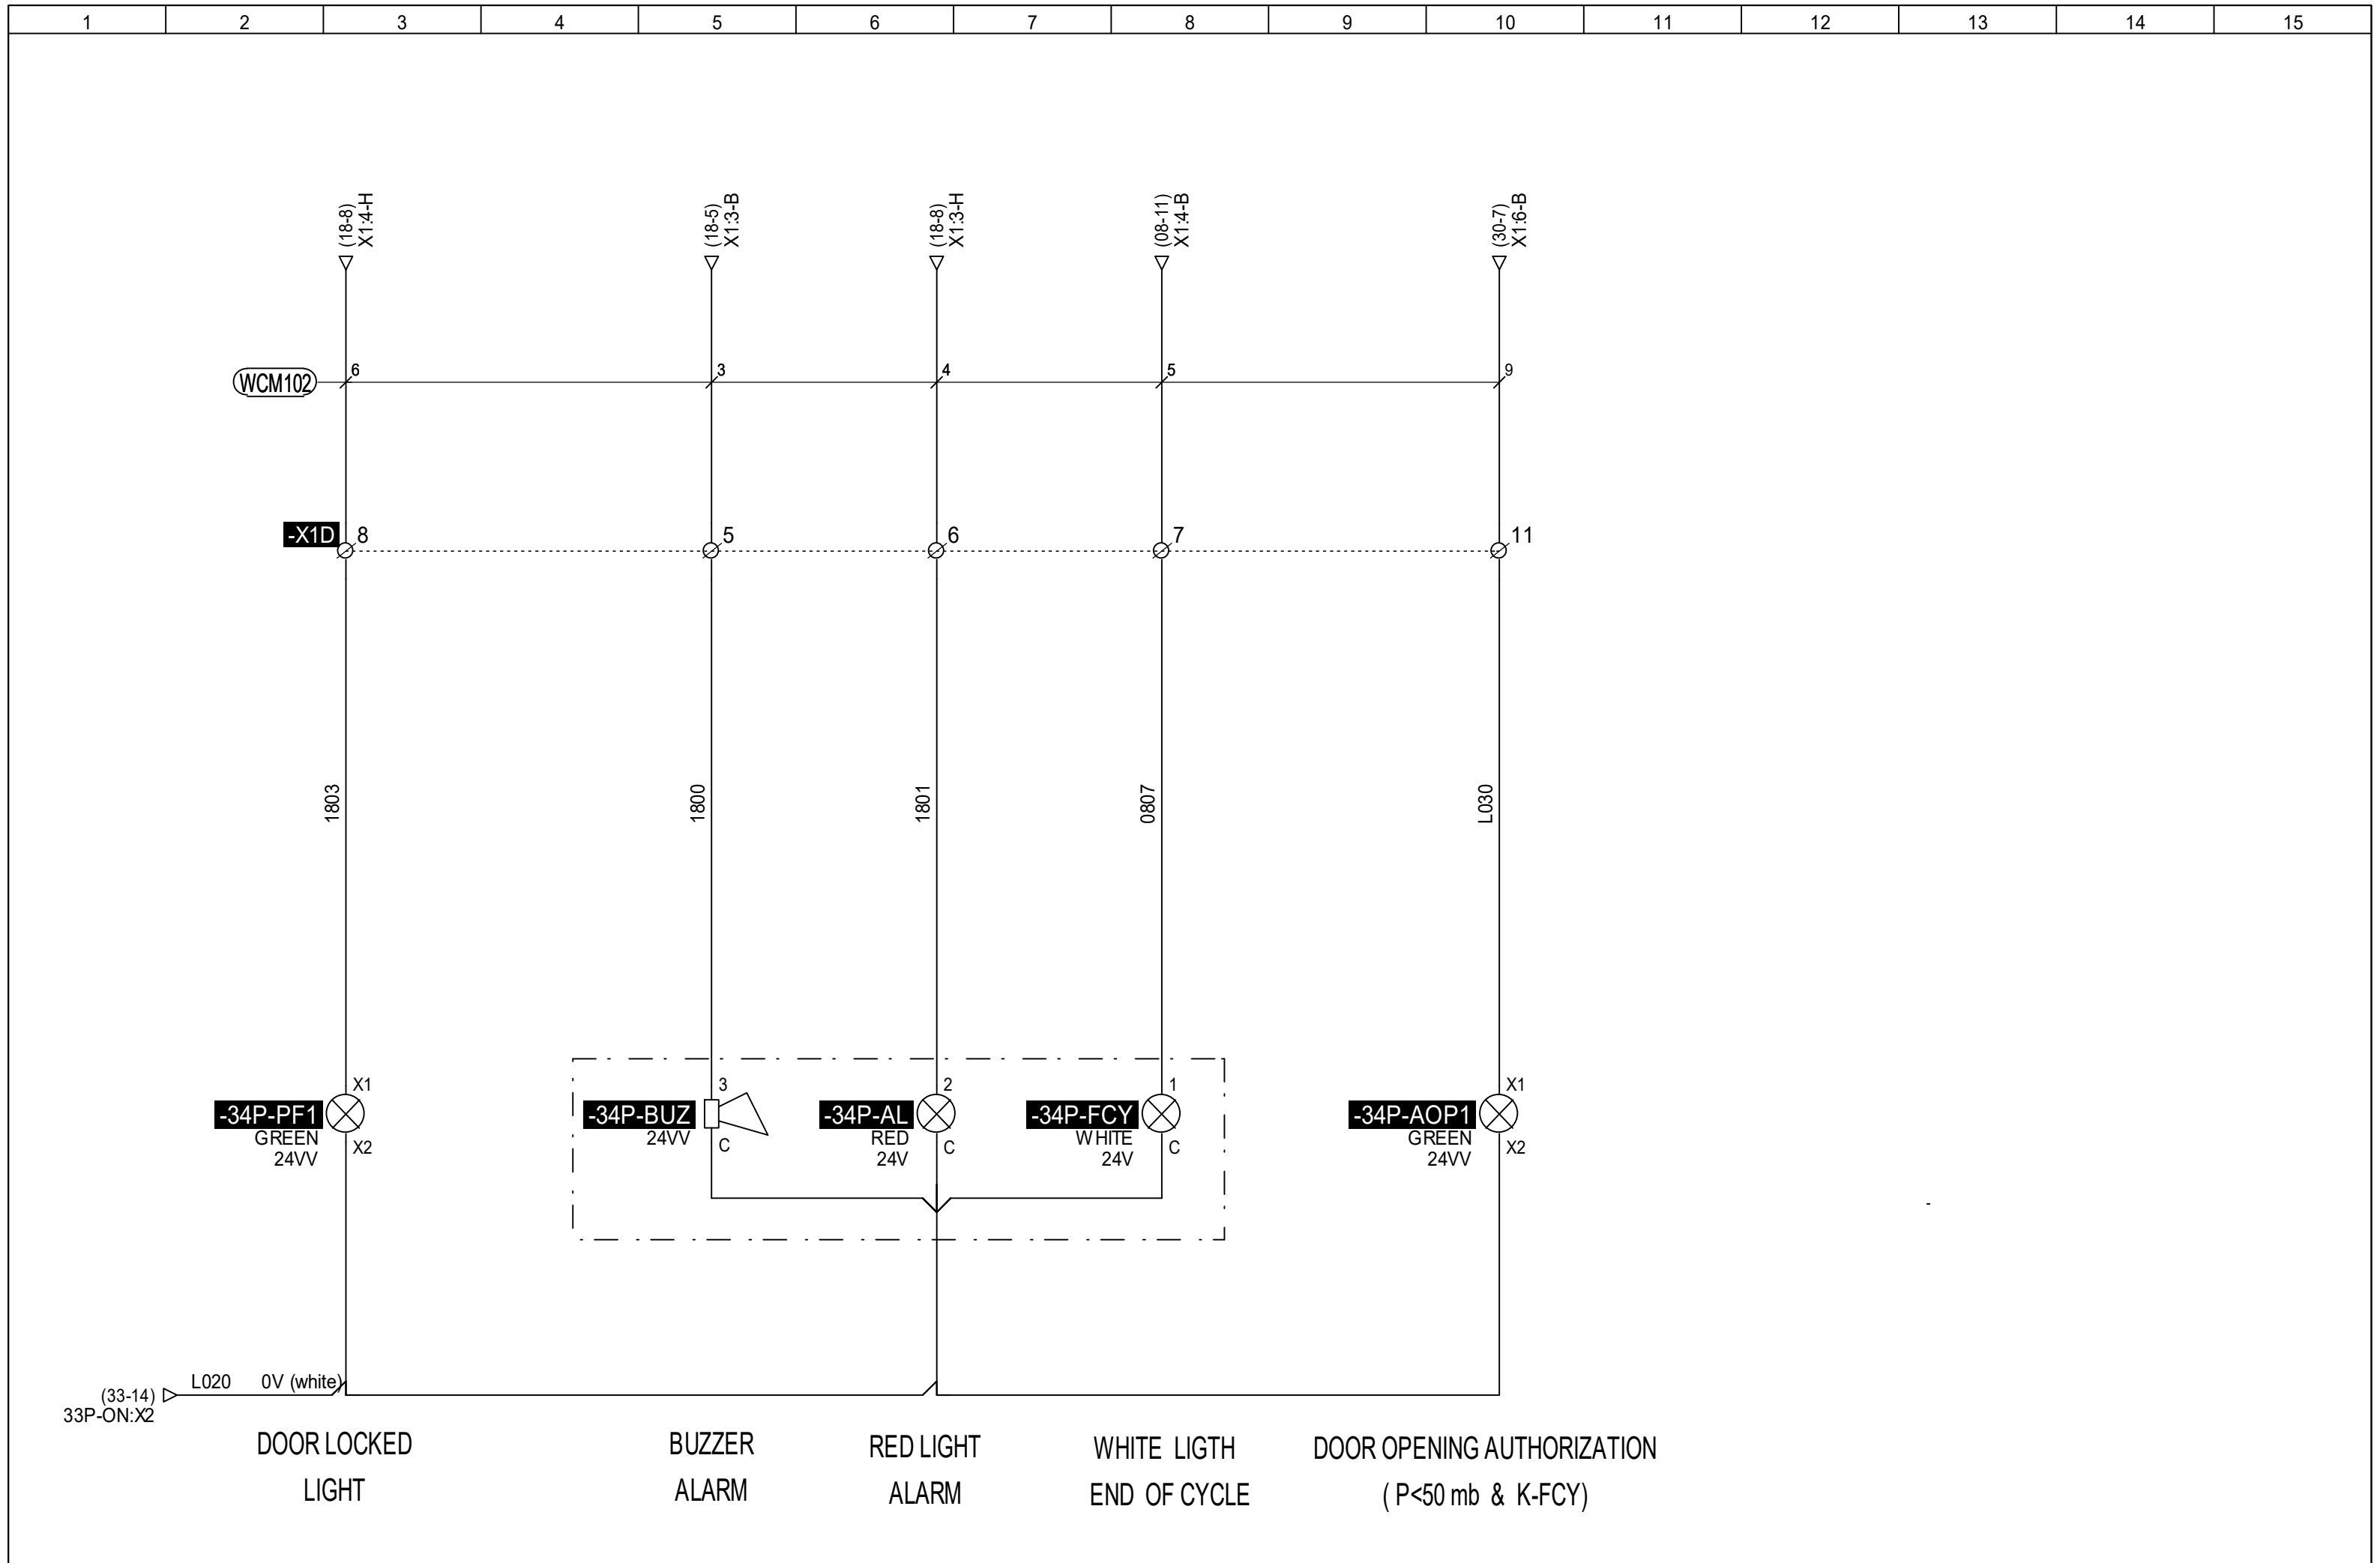 1 2 3 4 5 6 7 8 9 10 11 12 13 14 15
(18-8) (18-5) (18-8) (08-11) (30-7)
X1:4-H X1:3-B X1:3-H X1:4-B X1:6-B
WCM102 6 3 4 5 9
-X1D 8 5 6 7 11
1803 1800 1801 0807 L030
X1 3 2 1 X1
-34P-PF1 -34P-BUZ -34P-AL -34P-FCY -34P-AOP1
GREEN 24VV RED WHITE GREEN
X2 C C C X2
24VV 24V 24V 24VV
-
L020 0V (white)
(33-14)
33P-ON:X2
DOOR LOCKED BUZZER RED LIGHT WHITE LIGTH DOOR OPENING AUTHORIZATION
LIGHT ALARM ALARM END OF CYCLE ( P<50 mb & K-FCY)